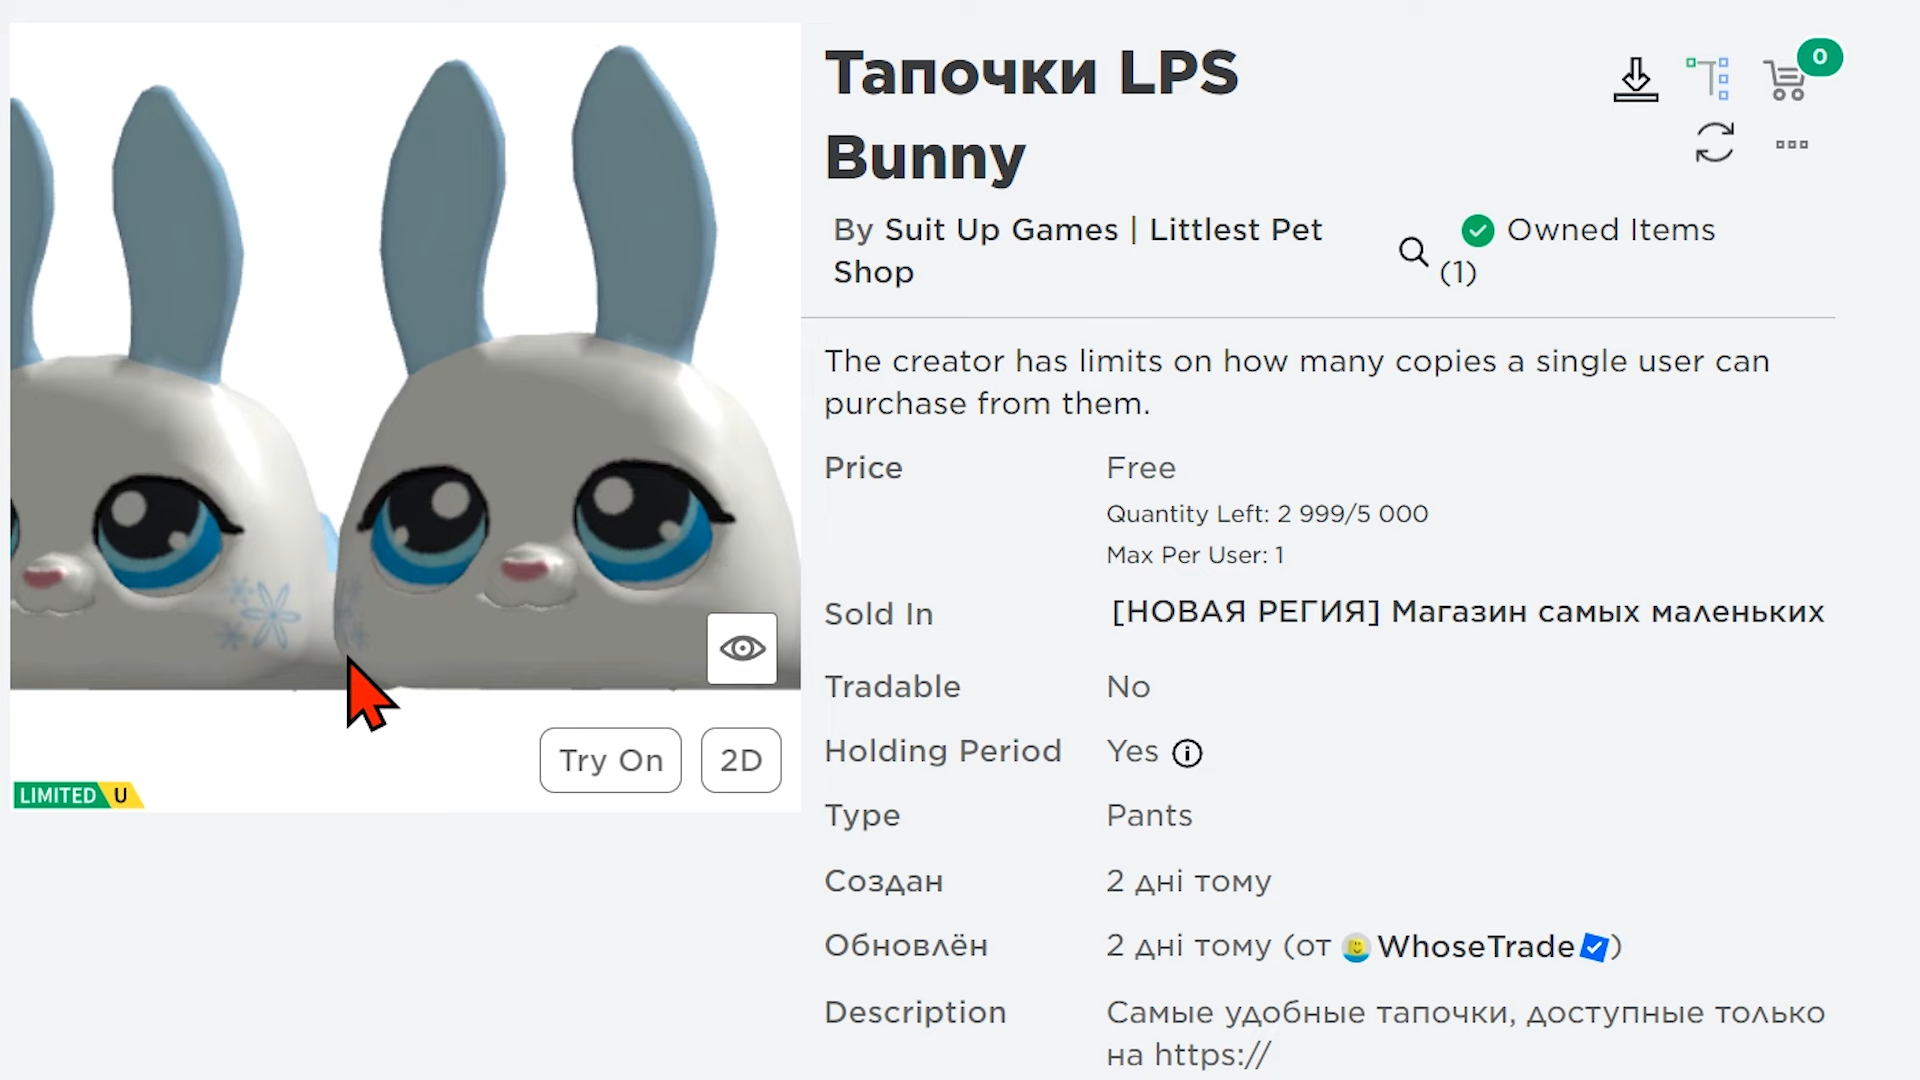 Тапочки LPS
Bunny
0
By Suit Up Games | Littlest Pet
Shop
Owned Items
(1)
The creator has limits on how many copies a single user can
purchase from them.
Price
Free
Quantity Left: 2 999/5 000
Max Per User: 1
Sold In
[НОВАЯ РЕГИЯ] Магазин самых маленьких
Tradable
No
Holding Period
Yes
Type
Pants
Создан
2 дні тому
Обновлён
2 дні тому (от WhoseTrade)
Description
Самые удобные тапочки, доступные только
на https://
Try On
2D
LIMITED U